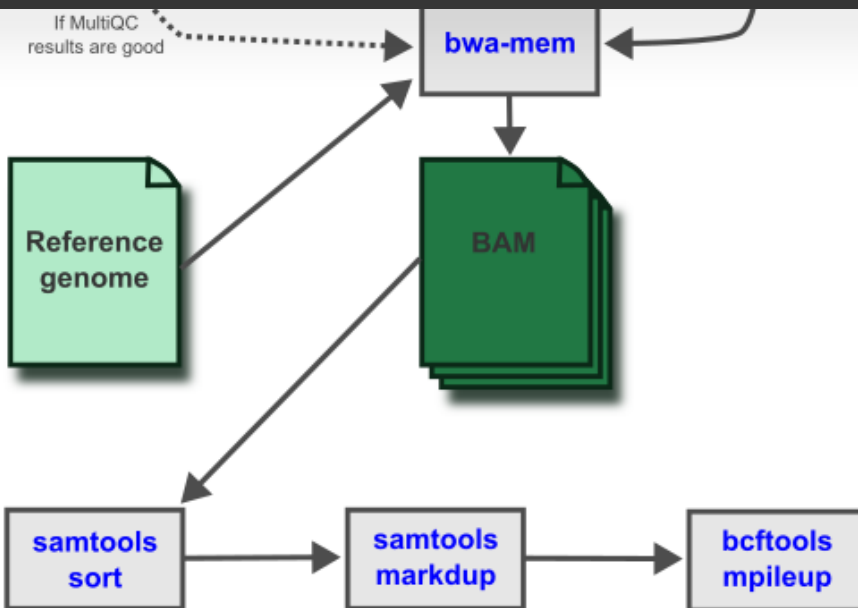 If MultiQC
results are good
bwa-mem
Reference
genome
BAM
samtools
sort
samtools
markdup
bcftools
mpileup